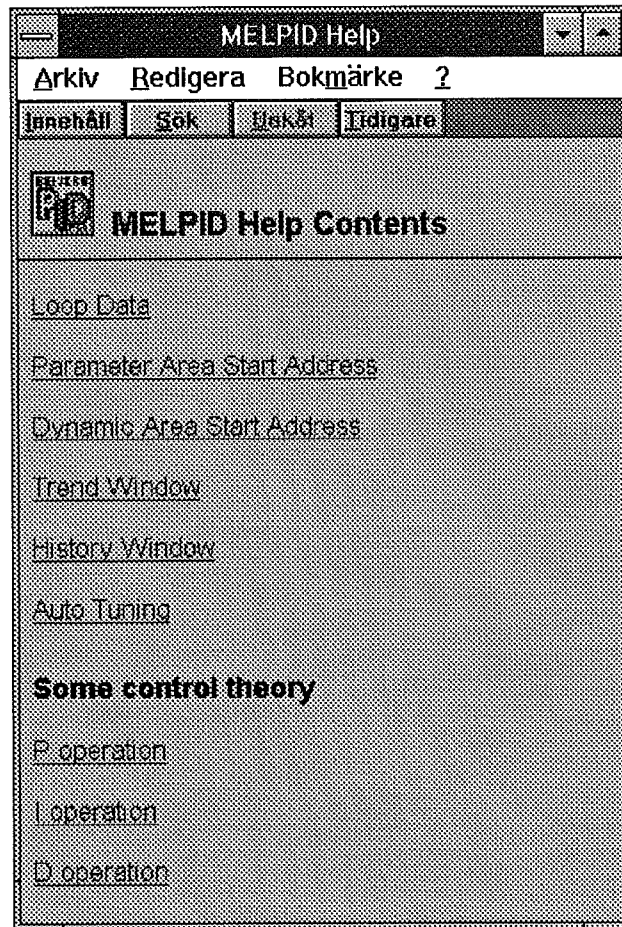 MELPID Help
Arkiv Redigera Bokmärke ?
Innehåll Sök Tidigare
MELPID Help Contents
Loop Data
Parameter Area Start Address
Dynamic Area Start Address
Trend Window
History Window
Auto Tuning
Some control theory
P operation
I operation
D operation